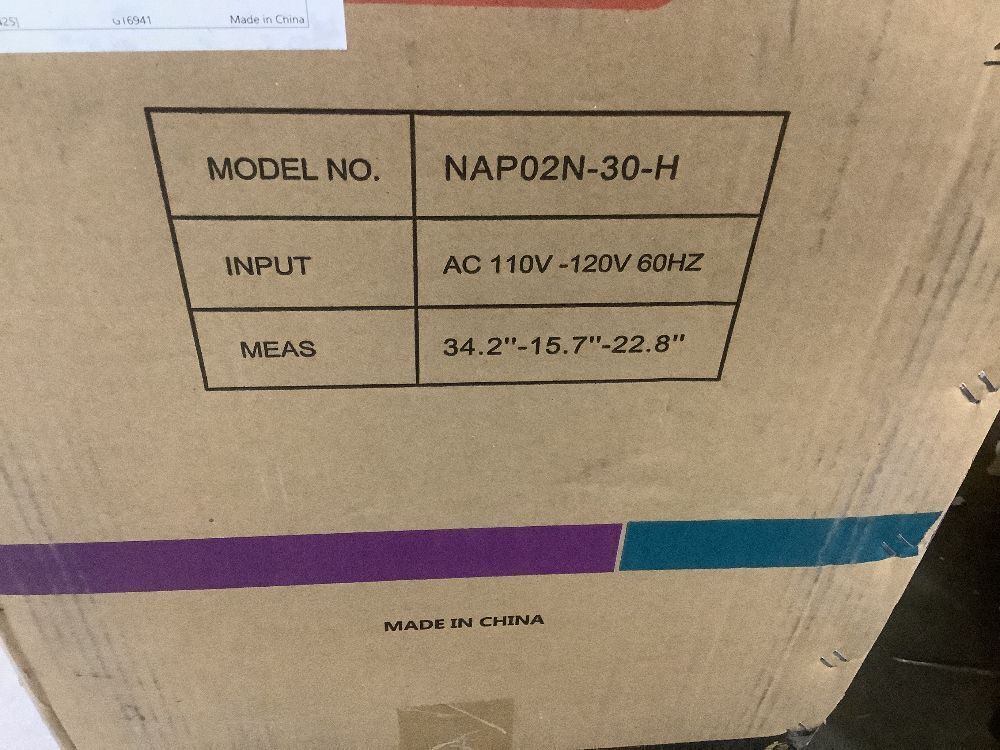 G16941 Made in China
MODEL NO. NAP02N-30-H
INPUT AC 110V -120V 60HZ
MEAS 34.2"-15.7"-22.8"
MADE IN CHINA